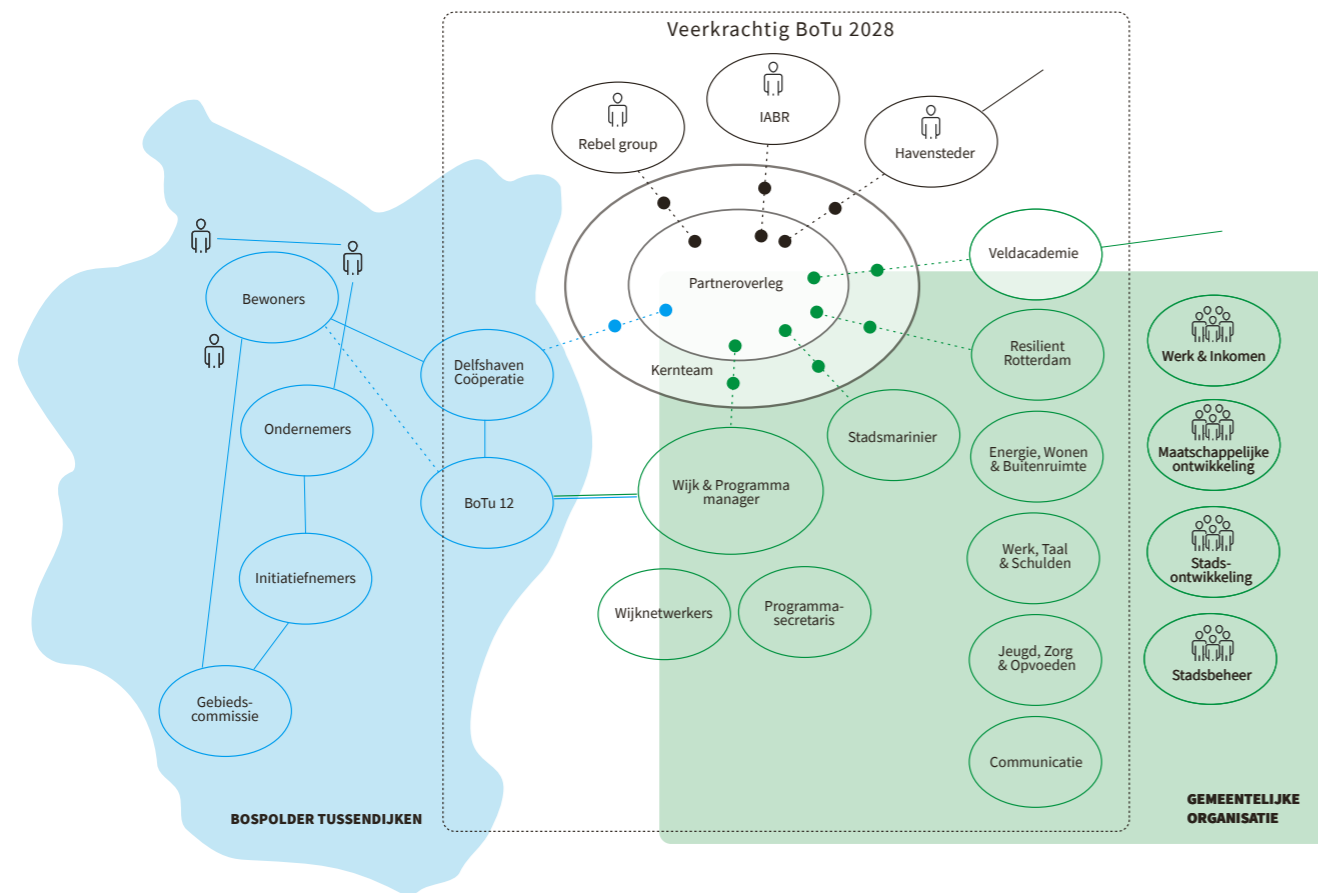 Veerkrachtig BoTu 2028
IABR
Rebel group
Havensteder
Veldacademie
Partneroverleg
Kernteam
Bewoners
Delfshaven
Coöperatie
Ondernemers
BoTu 12
Initiatiefnemers
Gebieds-
commissie
Wijk & Programma
manager
Stadsmarinier
Wijknetwerkers
Programma-
secretaris
Resilient
Rotterdam
Energie, Wonen
& Buitenruimte
Werk, Taal
& Schulden
Jeugd, Zorg
& Opvoeden
Communicatie
Werk & Inkomen
Maatschappelijke
ontwikkeling
Stads-
ontwikkeling
Stadsbeheer
BOSPOLDER TUSSENDIJKEN
GEMEENTELIJKE
ORGANISATIE